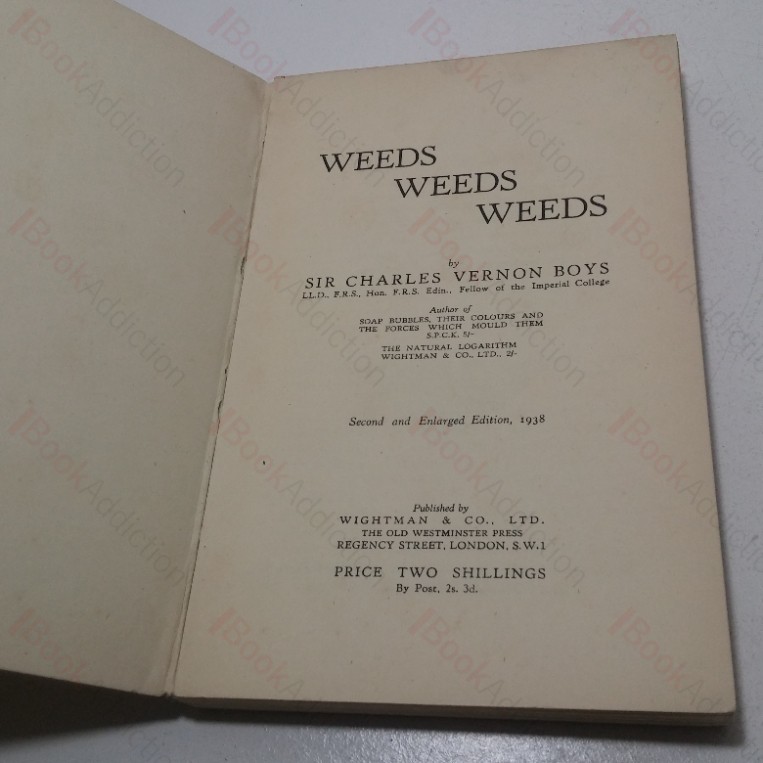 WEEDS
WEEDS
WEEDS
by
SIR CHARLES VERNON BOYS
LL.D., F.R.S., Hon. F.R.S. Edin., Fellow of the Imperial College
Author of
SOAP BUBBLES, THEIR COLOURS AND
THE FORCES WHICH MOULD THEM
S.P.C.K. 5/-
THE NATURAL LOGARITHM
WIGHTMAN & CO., LTD., 2/-
Second and Enlarged Edition, 1938
Published by
WIGHTMAN & CO., LTD.
THE OLD WESTMINSTER PRESS
REGENCY STREET, LONDON, S.W.1
PRICE TWO SHILLINGS
By Post, 2s. 3d.
BookAddiction